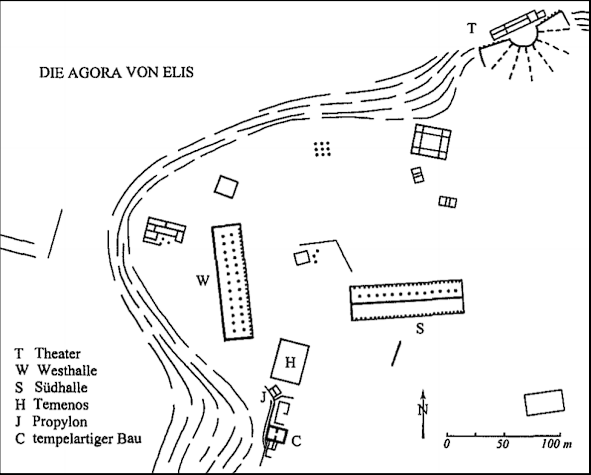 T
DIE AGORA VON ELIS
W
S
H
J
C
N
0 50 100 m
T Theater
W Westhalle
S Südhalle
H Temenos
J Propylon
C tempelartiger Bau